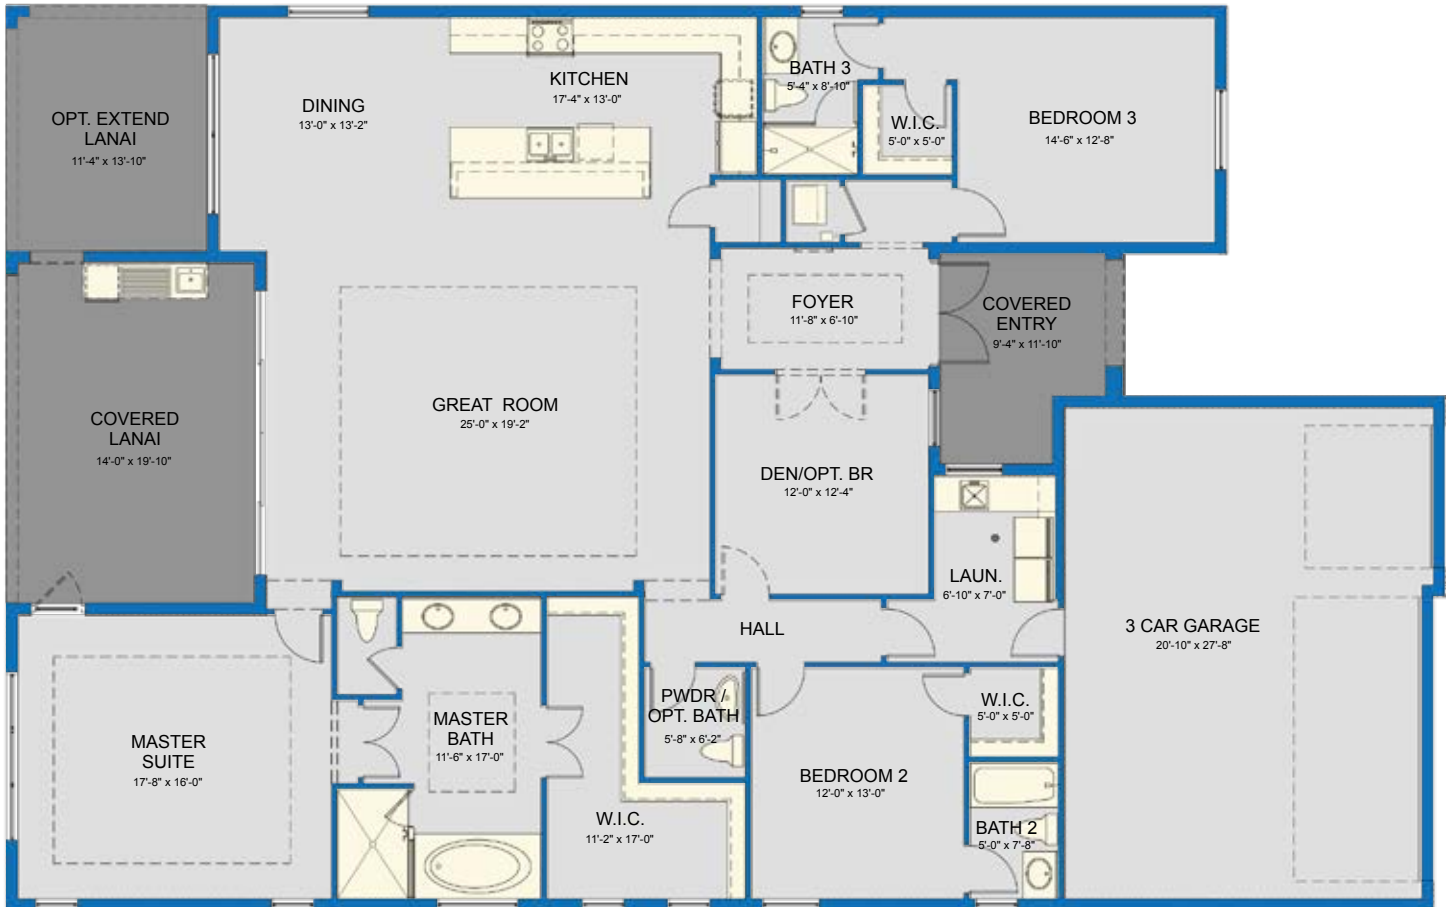 OPT. EXTEND
LANAI
11'-4" x 13'-10"
DINING
13'-0" x 13'-2"
KITCHEN
17'-4" x 13'-0"
BATH 3
5'-4" x 8'-10"
W.I.C.
5'-0" x 5'-0"
BEDROOM 3
14'-6" x 12'-8"
FOYER
11'-8" x 6'-10"
COVERED
ENTRY
9'-4" x 11'-10"
COVERED
LANAI
14'-0" x 19'-10"
GREAT ROOM
25'-0" x 19'-2"
DEN/OPT. BR
12'-0" x 12'-4"
LAUN.
6'-10" x 7'-0"
HALL
3 CAR GARAGE
20'-10" x 27'-8"
MASTER
SUITE
17'-8" x 16'-0"
MASTER
BATH
11'-6" x 17'-0"
W.I.C.
11'-2" x 17'-0"
PWDR /
OPT. BATH
5'-8" x 6'-2"
BEDROOM 2
12'-0" x 13'-0"
W.I.C.
5'-0" x 5'-0"
BATH 2
5'-0" x 7'-8"